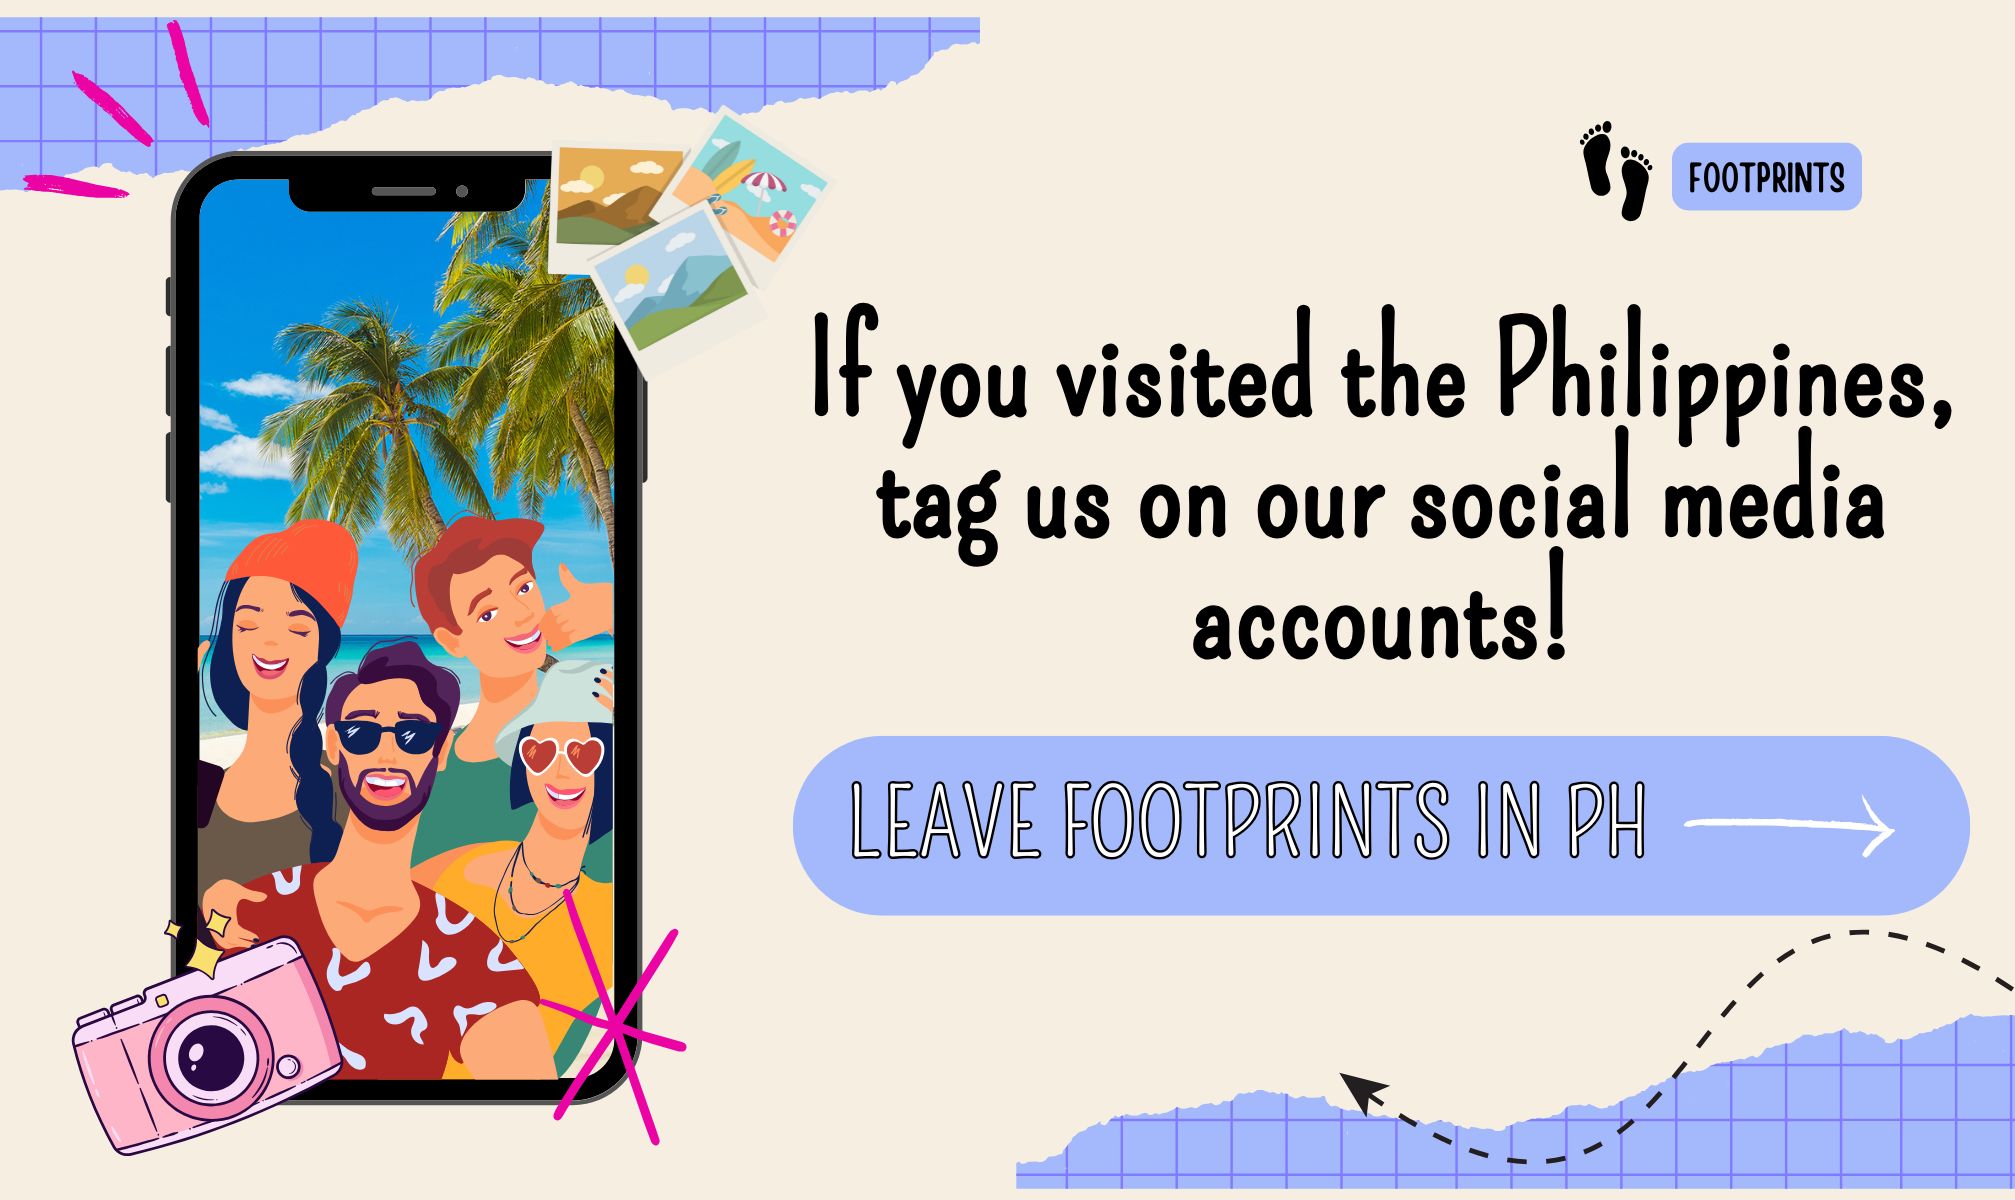 FOOTPRINTS
If you visited the Philippines,
tag us on our social media
accounts!
LEAVE FOOTPRINTS IN PH